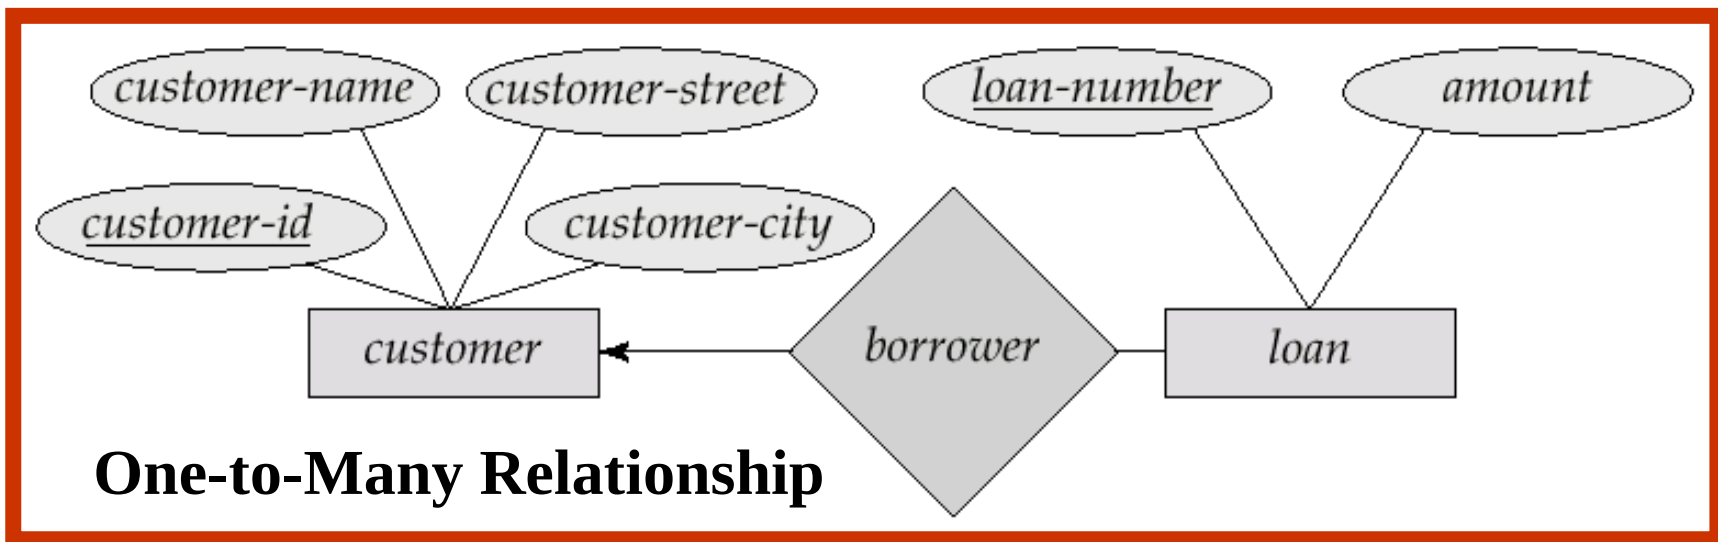 customer-name
customer-street
loan-number
amount
customer-id
customer-city
customer
borrower
loan
One-to-Many Relationship